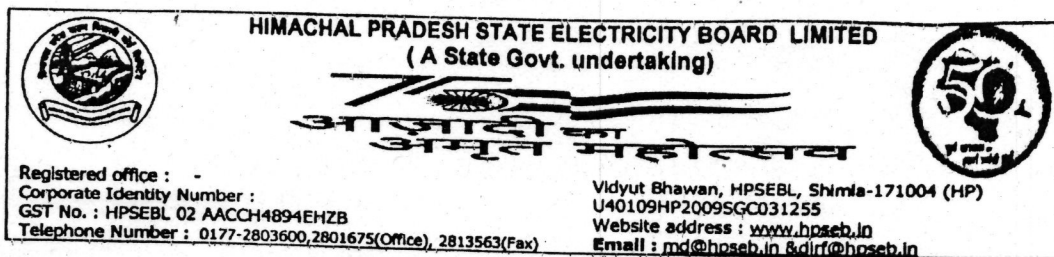 HIMACHAL PRADESH STATE ELECTRICITY BOARD LIMITED
( A State Govt. undertaking)
आज़ादी का
अमृत महोत्सव
50
Registered office : -
Vidyut Bhawan, HPSEBL, Shimla-171004 (HP)
Corporate Identity Number :
U40109HP2009SGC031255
GST No. : HPSEBL 02 AACCH4894EHZB
Website address : www.hpseb.in
Telephone Number : 0177-2803600,2801675(Office), 2813563(Fax)
Email : md@hpseb.in &dirf@hpseb.in